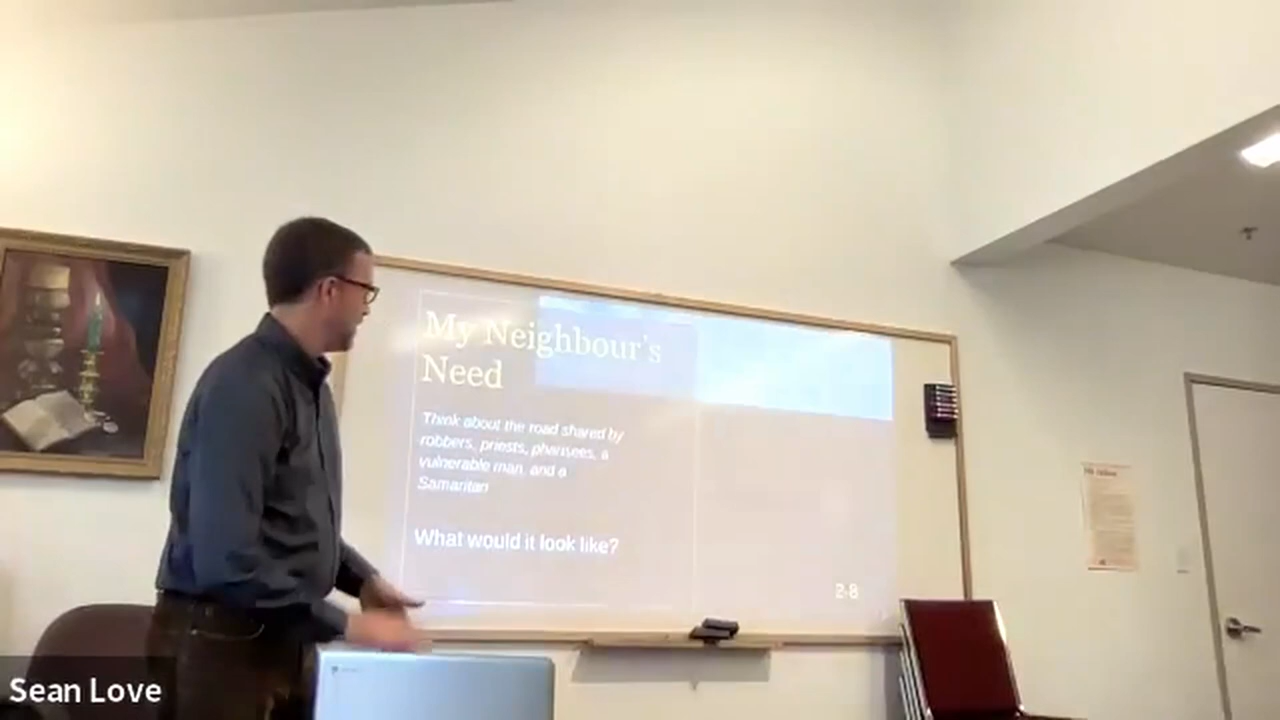 My Neighbour's
Need
Think about the road shared by
robbers, priests, pharisees, a
vulnerable man, and a
Samaritan
What would it look like?
2-8
Sean Love